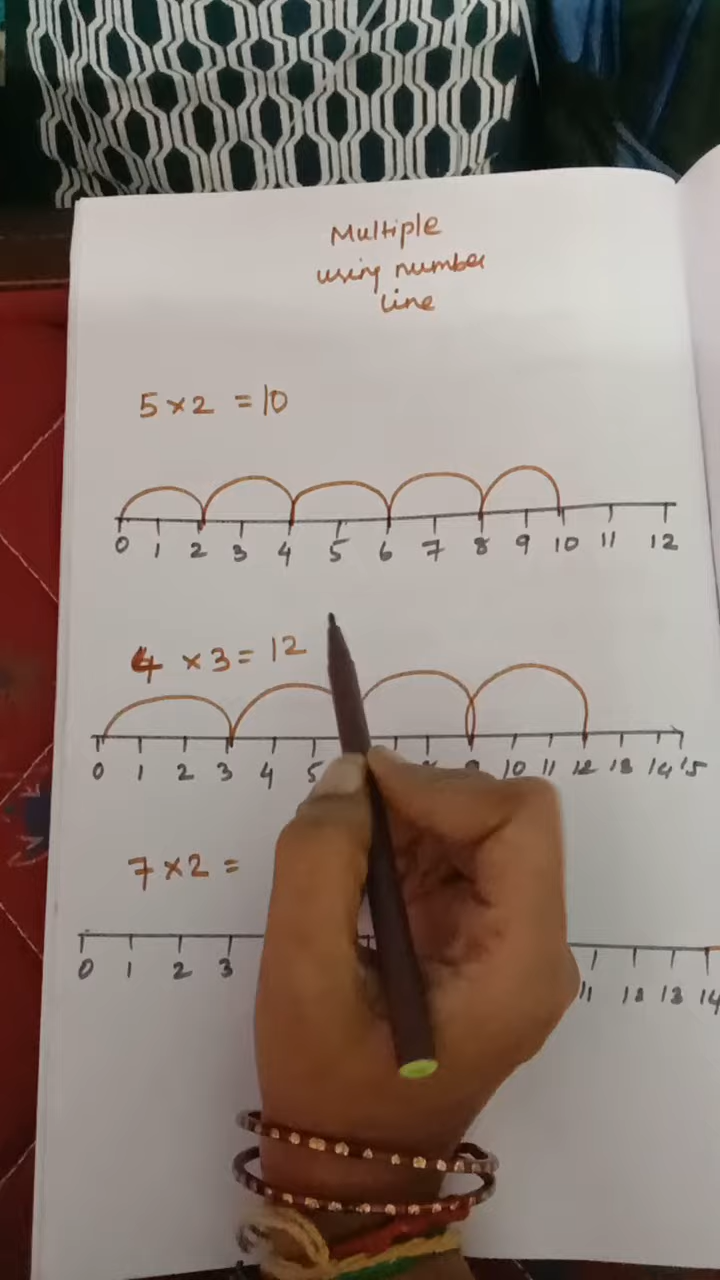 Multiple
using number
line
5 × 2 = 10
0 1 2 3 4 5 6 7 8 9 10 11 12
4 × 3 = 12
0 1 2 3 4 5 9 10 11 12 13 14 15
7 × 2 =
0 1 2 3 11 12 13 14